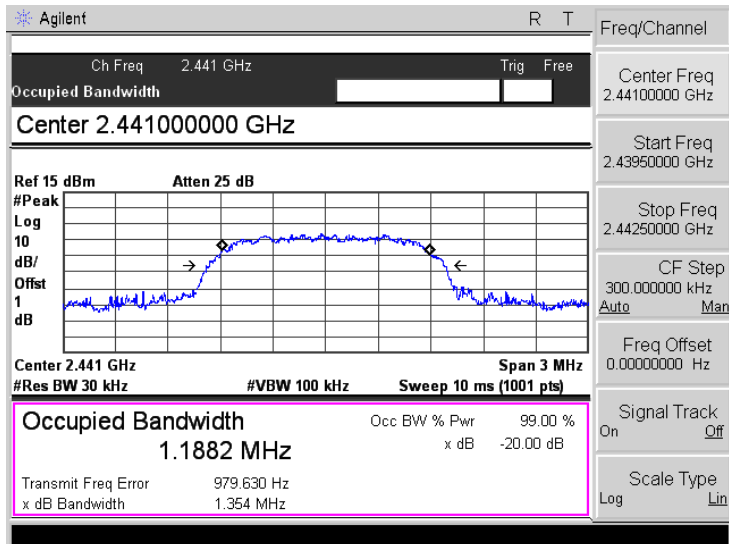 Agilent R T
Ch Freq 2.441 GHz Trig Free
Occupied Bandwidth
Center 2.441000000 GHz
Ref 15 dBm Atten 25 dB
#Peak
Log
10
dB/
Offst
1
dB
Center 2.441 GHz Span 3 MHz
#Res BW 30 kHz #VBW 100 kHz Sweep 10 ms (1001 pts)
Occupied Bandwidth Occ BW % Pwr 99.00 %
1.1882 MHz x dB -20.00 dB
Transmit Freq Error 979.630 Hz
x dB Bandwidth 1.354 MHz
Freq/Channel
Center Freq
2.44100000 GHz
Start Freq
2.43950000 GHz
Stop Freq
2.44250000 GHz
CF Step
300.000000 kHz
Auto Man
Freq Offset
0.00000000 Hz
Signal Track
On Off
Scale Type
Log Lin